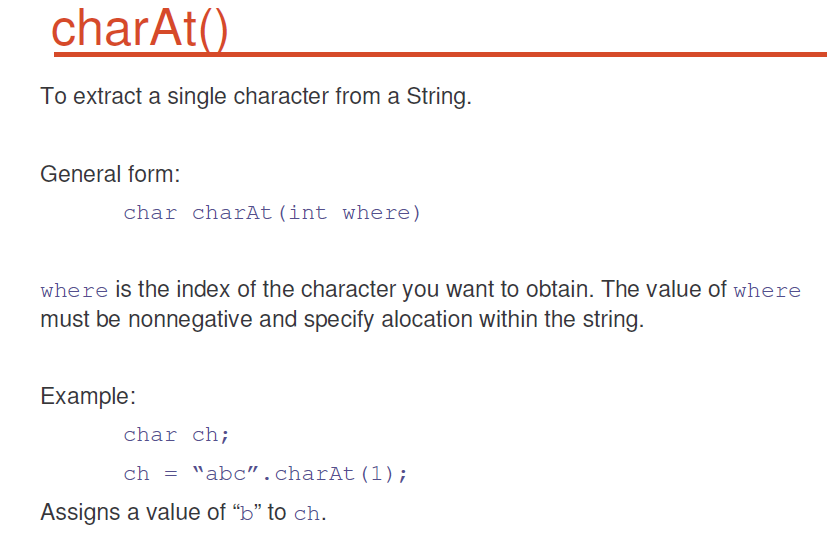 charAt()
To extract a single character from a String.
General form:
char charAt(int where)
where is the index of the character you want to obtain. The value of where
must be nonnegative and specify alocation within the string.
Example:
char ch;
ch = “abc”.charAt(1);
Assigns a value of “b” to ch.